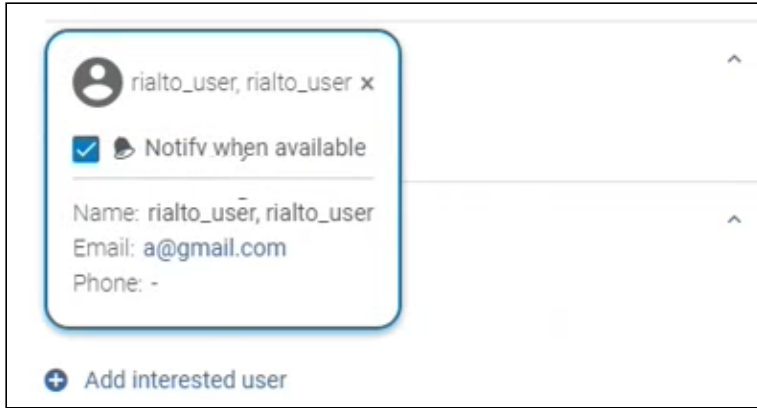 rialto_user, rialto_user x
Notify when available
Name: rialto_user, rialto_user
Email: a@gmail.com
Phone: -
Add interested user